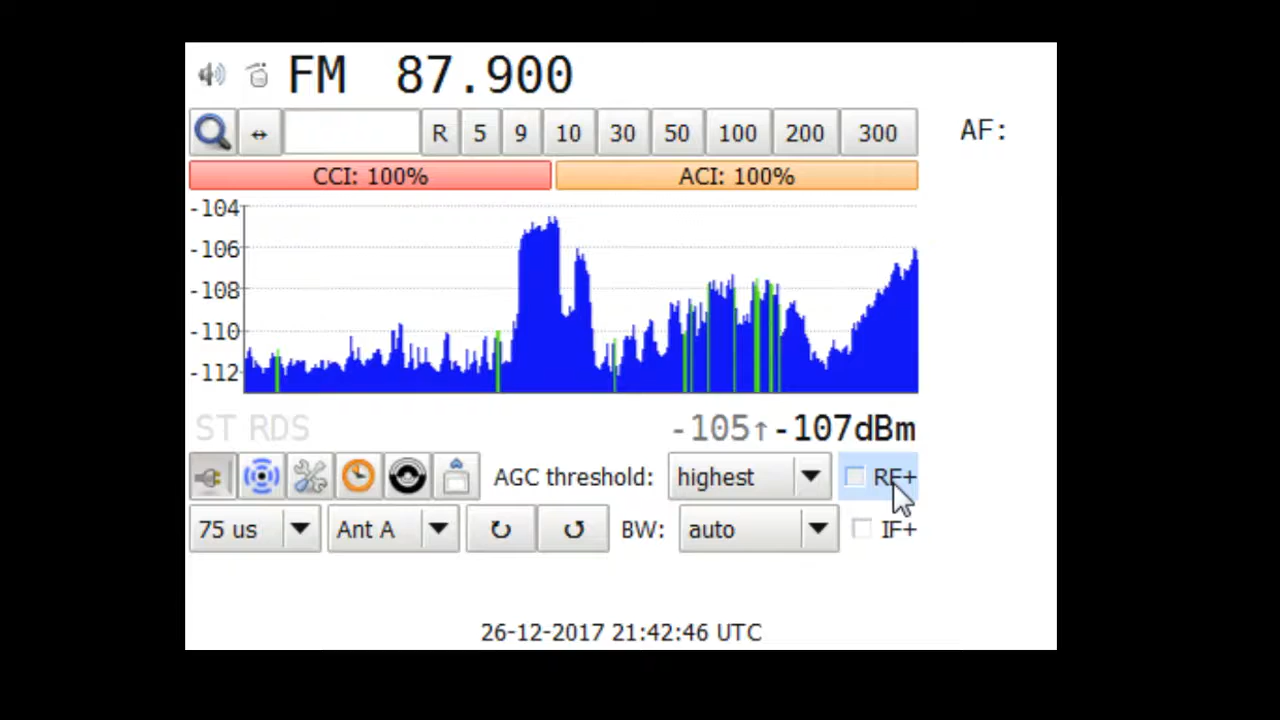 FM 87.900
↔ R 5 9 10 30 50 100 200 300 AF:
CCI: 100% ACI: 100%
-104
-106
-108
-110
-112
ST RDS -105↑-107dBm
AGC threshold: highest RF+
75 us Ant A ↻ ↺ BW: auto IF+
26-12-2017 21:42:46 UTC